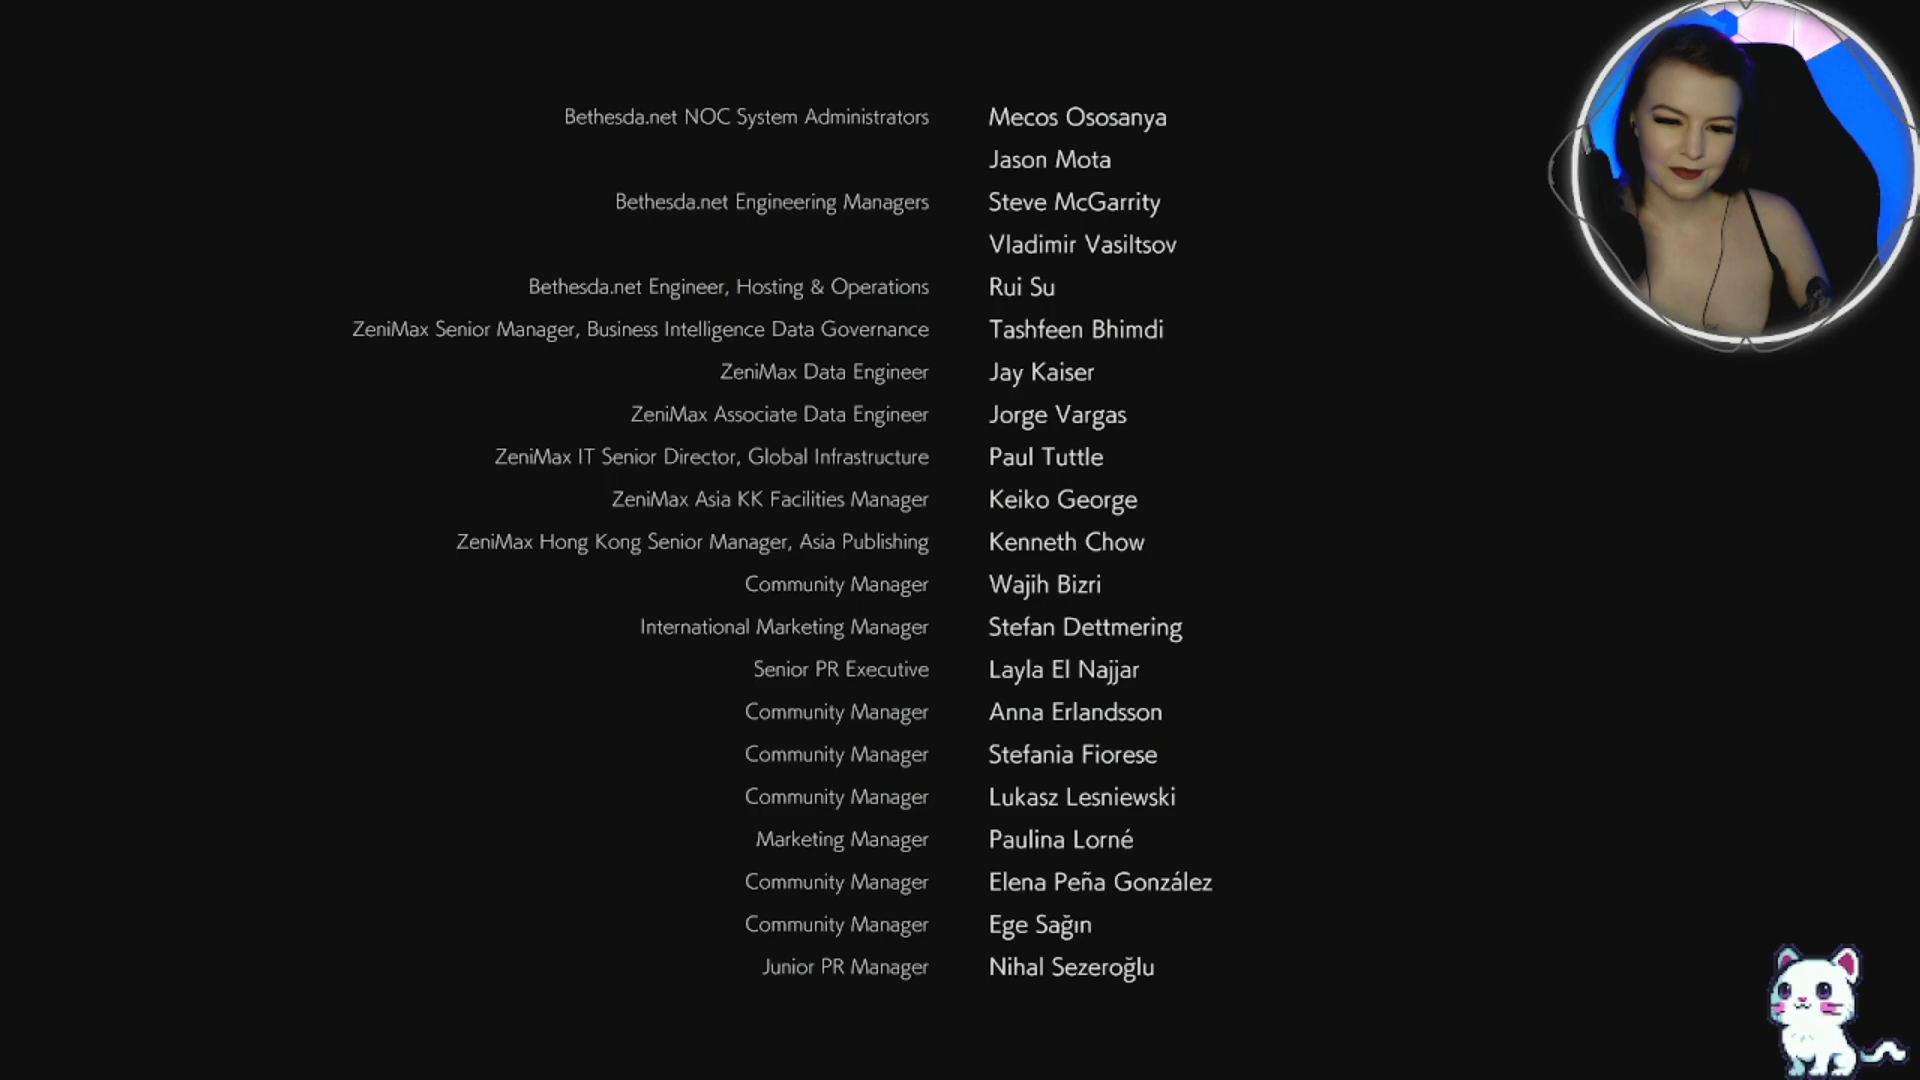 Bethesda.net NOC System Administrators Mecos Ososanya
Jason Mota
Bethesda.net Engineering Managers Steve McGarrity
Vladimir Vasiltsov
Bethesda.net Engineer, Hosting & Operations Rui Su
ZeniMax Senior Manager, Business Intelligence Data Governance Tashfeen Bhimdi
ZeniMax Data Engineer Jay Kaiser
ZeniMax Associate Data Engineer Jorge Vargas
ZeniMax IT Senior Director, Global Infrastructure Paul Tuttle
ZeniMax Asia KK Facilities Manager Keiko George
ZeniMax Hong Kong Senior Manager, Asia Publishing Kenneth Chow
Community Manager Wajih Bizri
International Marketing Manager Stefan Dettmering
Senior PR Executive Layla El Najjar
Community Manager Anna Erlandsson
Community Manager Stefania Fiorese
Community Manager Lukasz Lesniewski
Marketing Manager Paulina Lorné
Community Manager Elena Peña González
Community Manager Ege Sağın
Junior PR Manager Nihal Sezeroğlu